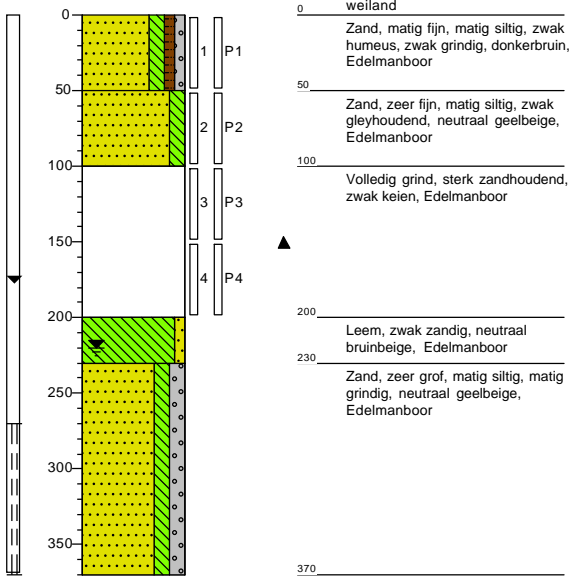 0
1
P1
50
2
P2
100
3
P3
150
4
P4
200
250
300
350
0
weiland
Zand, matig fijn, matig siltig, zwak
humeus, zwak grindig, donkerbruin,
Edelmanboor
50
Zand, zeer fijn, matig siltig, zwak
gleyhoudend, neutraal geelbeige,
Edelmanboor
100
Volledig grind, sterk zandhoudend,
zwak keien, Edelmanboor
200
Leem, zwak zandig, neutraal
bruinbeige, Edelmanboor
230
Zand, zeer grof, matig siltig, matig
grindig, neutraal geelbeige,
Edelmanboor
370